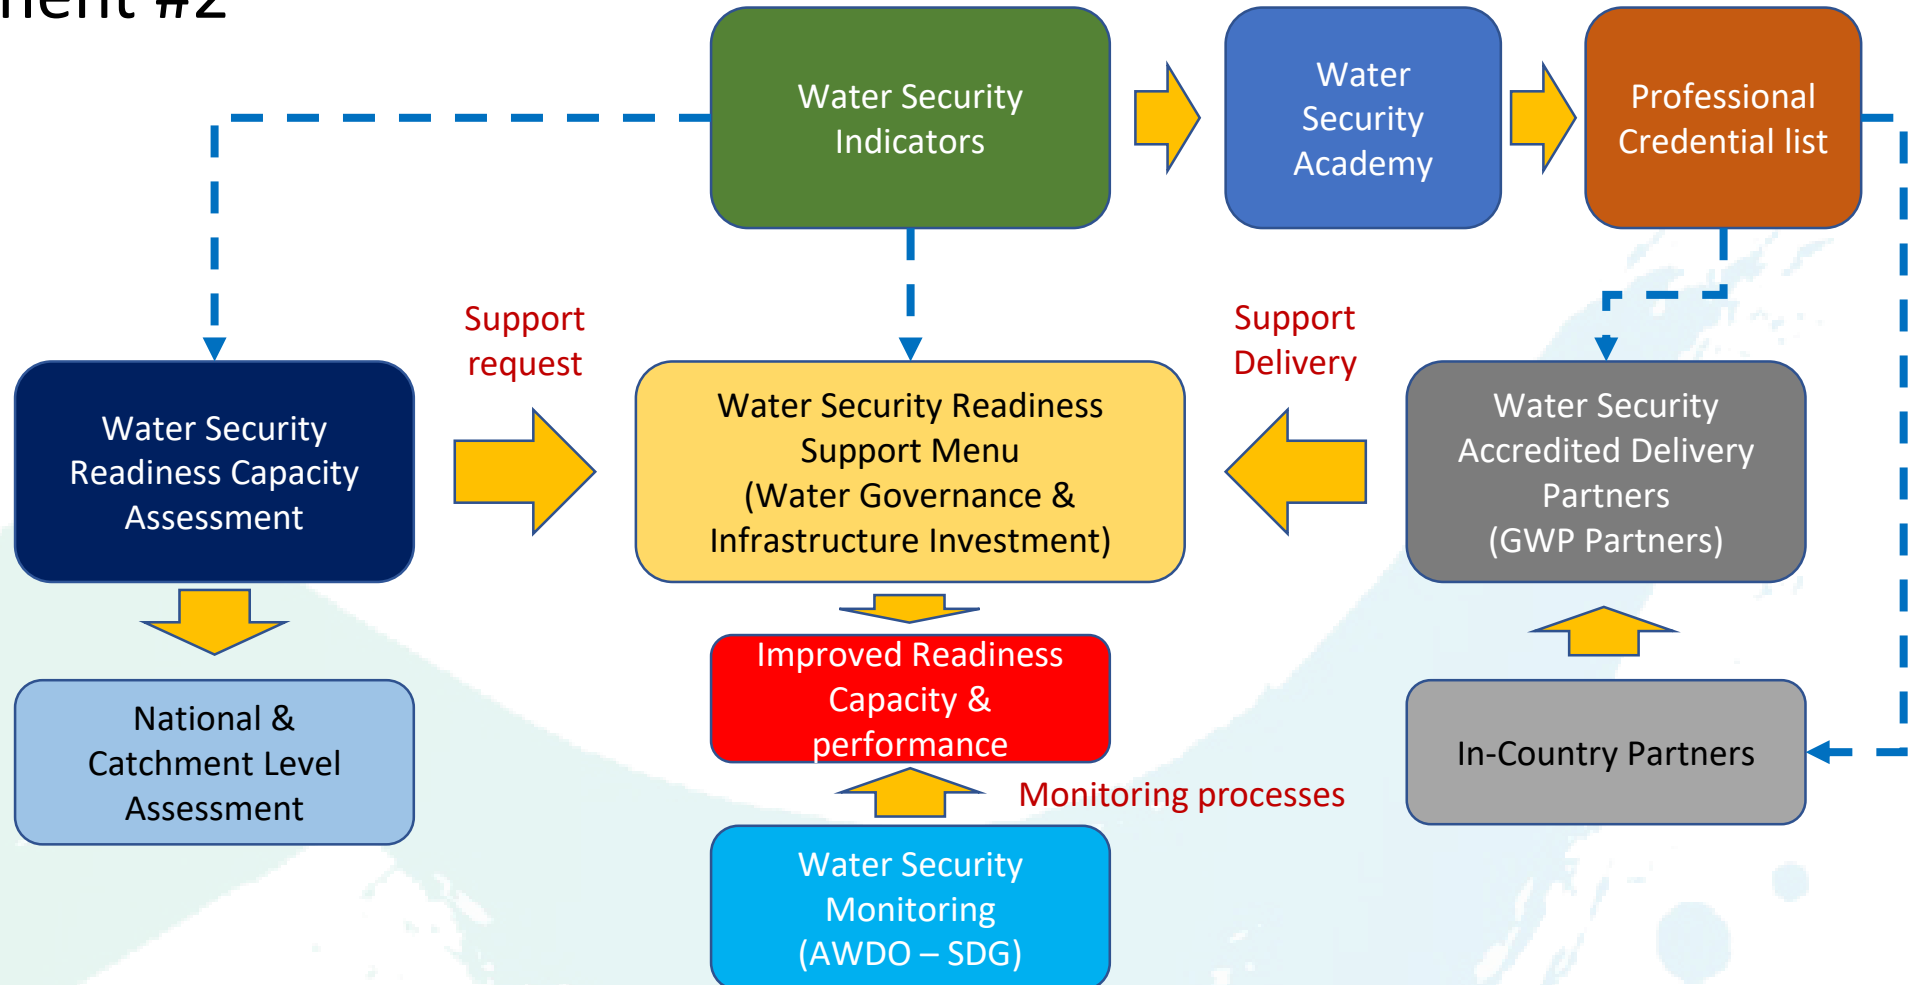 #2
Water Security
Indicators
Water
Security
Academy
Professional
Credential list
Support
request
Support
Delivery
Water Security
Readiness Capacity
Assessment
Water Security Readiness
Support Menu
(Water Governance &
Infrastructure Investment)
Water Security
Accredited Delivery
Partners
(GWP Partners)
National &
Catchment Level
Assessment
Improved Readiness
Capacity &
performance
In-Country Partners
Monitoring processes
Water Security
Monitoring
(AWDO – SDG)